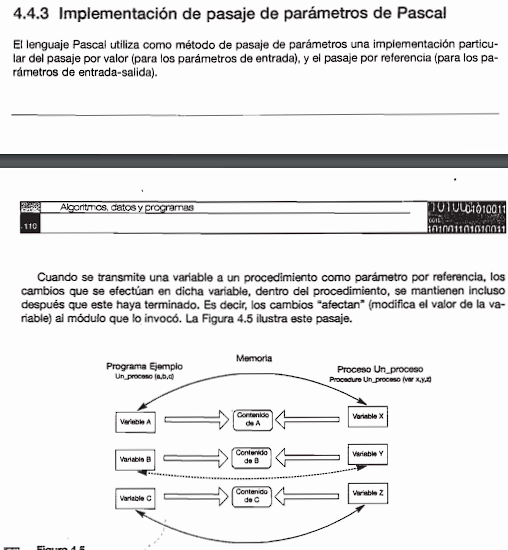 4.4.3 Implementación de pasaje de parámetros de Pascal
El lenguaje Pascal utiliza como método de pasaje de parámetros una implementación particu-
lar del pasaje por valor (para los parámetros de entrada), y el pasaje por referencia (para los pa-
rámetros de entrada-salida).
Algoritmos, datos y programas
110
Cuando se transmite una variable a un procedimiento como parámetro por referencia, los
cambios que se efectúan en dicha variable, dentro del procedimiento, se mantienen incluso
después que este haya terminado. Es decir, los cambios "afectan" (modifica el valor de la va-
riable) al módulo que lo invocó. La Figura 4.5 ilustra este pasaje.
Memoria
Programa Ejemplo
Un_proceso (a,b,c)
Proceso Un_proceso
Procedure Un_proceso (var x,y,z)
Variable A
Contenido
de A
Variable X
Variable B
Contenido
de B
Variable Y
Variable C
Contenido
de C
Variable Z
Figura 4.5